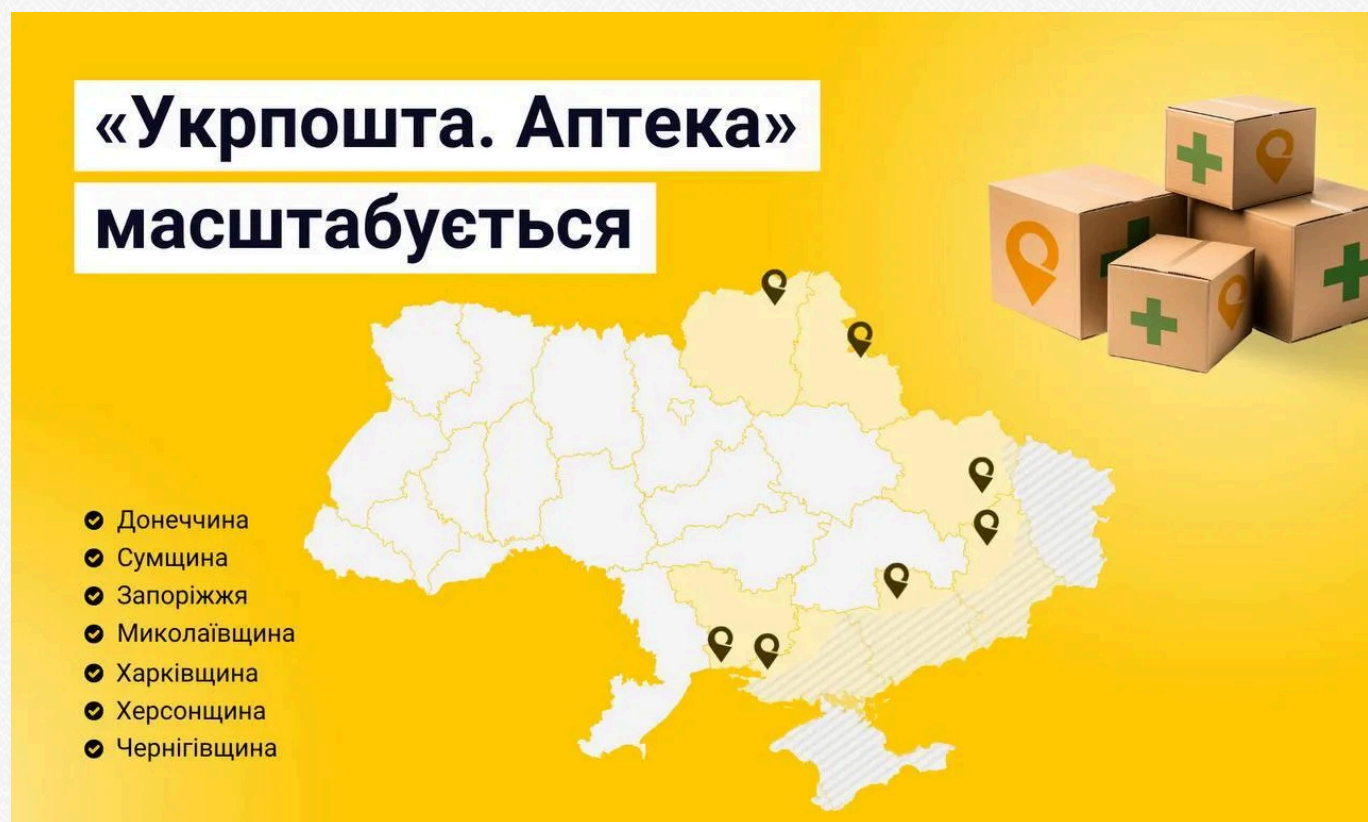 «Укрпошта. Аптека»
масштабується
Донеччина
Сумщина
Запоріжжя
Миколаївщина
Харківщина
Херсонщина
Чернігівщина